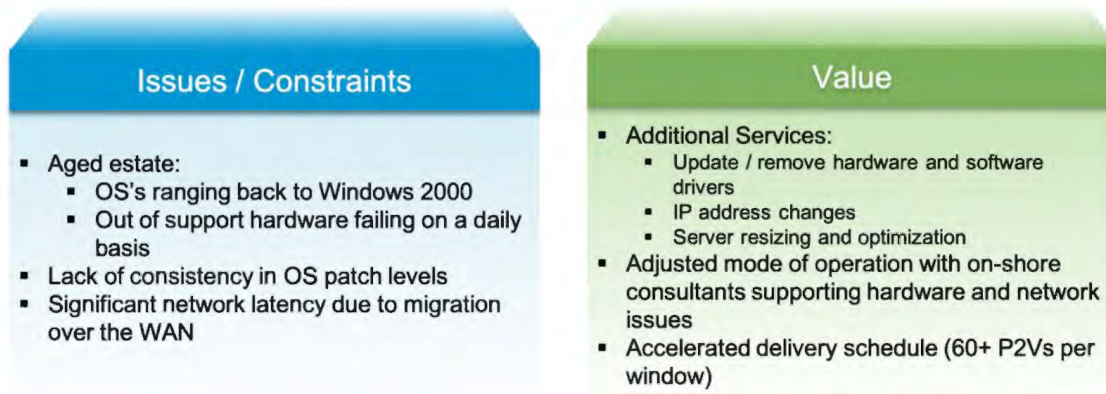 Issues / Constraints
▪ Aged estate:
▪ OS's ranging back to Windows 2000
▪ Out of support hardware failing on a daily
basis
▪ Lack of consistency in OS patch levels
▪ Significant network latency due to migration
over the WAN
Value
▪ Additional Services:
▪ Update / remove hardware and software
drivers
▪ IP address changes
▪ Server resizing and optimization
▪ Adjusted mode of operation with on-shore
consultants supporting hardware and network
issues
▪ Accelerated delivery schedule (60+ P2Vs per
window)